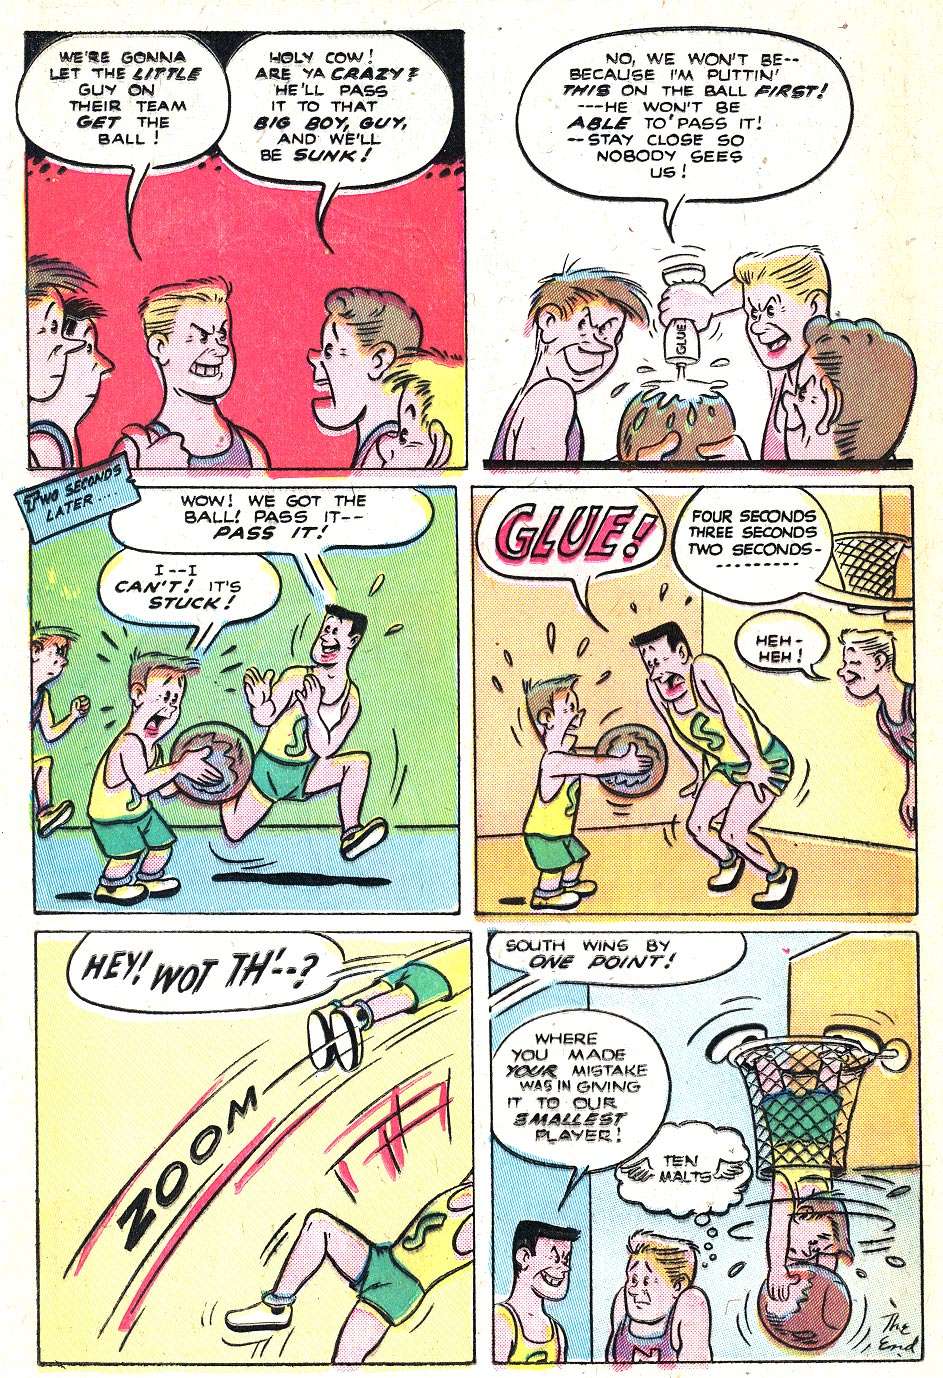 WE'RE GONNA
LET THE LITTLE
GUY ON
THEIR TEAM
GET THE
BALL!
HOLY COW!
ARE YA CRAZY?
HE'LL PASS
IT TO THAT
BIG BOY, GUY,
AND WE'LL
BE SUNK!
NO, WE WON'T BE--
BECAUSE I'M PUTTIN'
THIS ON THE BALL FIRST!
---HE WON'T BE
ABLE TO PASS IT!
--STAY CLOSE SO
NOBODY SEES
US!
GLUE
TWO SECONDS
LATER....
WOW! WE GOT THE
BALL! PASS IT--
PASS IT!
I--I
CAN'T! IT'S
STUCK!
S
GLUE!
FOUR SECONDS
THREE SECONDS
TWO SECONDS-
----------
HEH-
HEH!
S
S
HEY! WOT TH'--?
ZOOM
S
SOUTH WINS BY
ONE POINT!
WHERE
YOU MADE
YOUR MISTAKE
WAS IN GIVING
IT TO OUR
SMALLEST
PLAYER!
TEN
MALTS
S
N
The
End